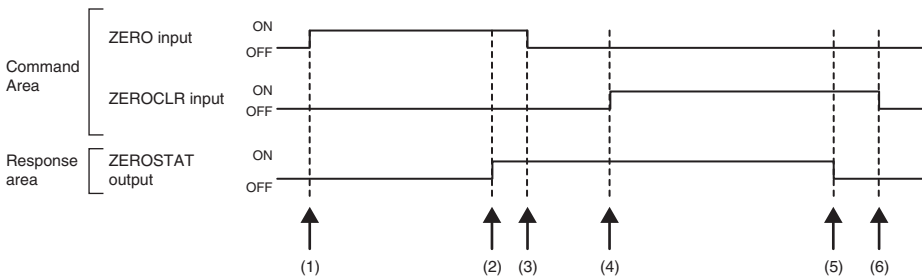 Command
Area
ZERO input
ON
OFF
ZEROCLR input
ON
OFF
Response
area
ZEROSTAT
output
ON
OFF
(1)
(2)
(3)
(4)
(5)
(6)